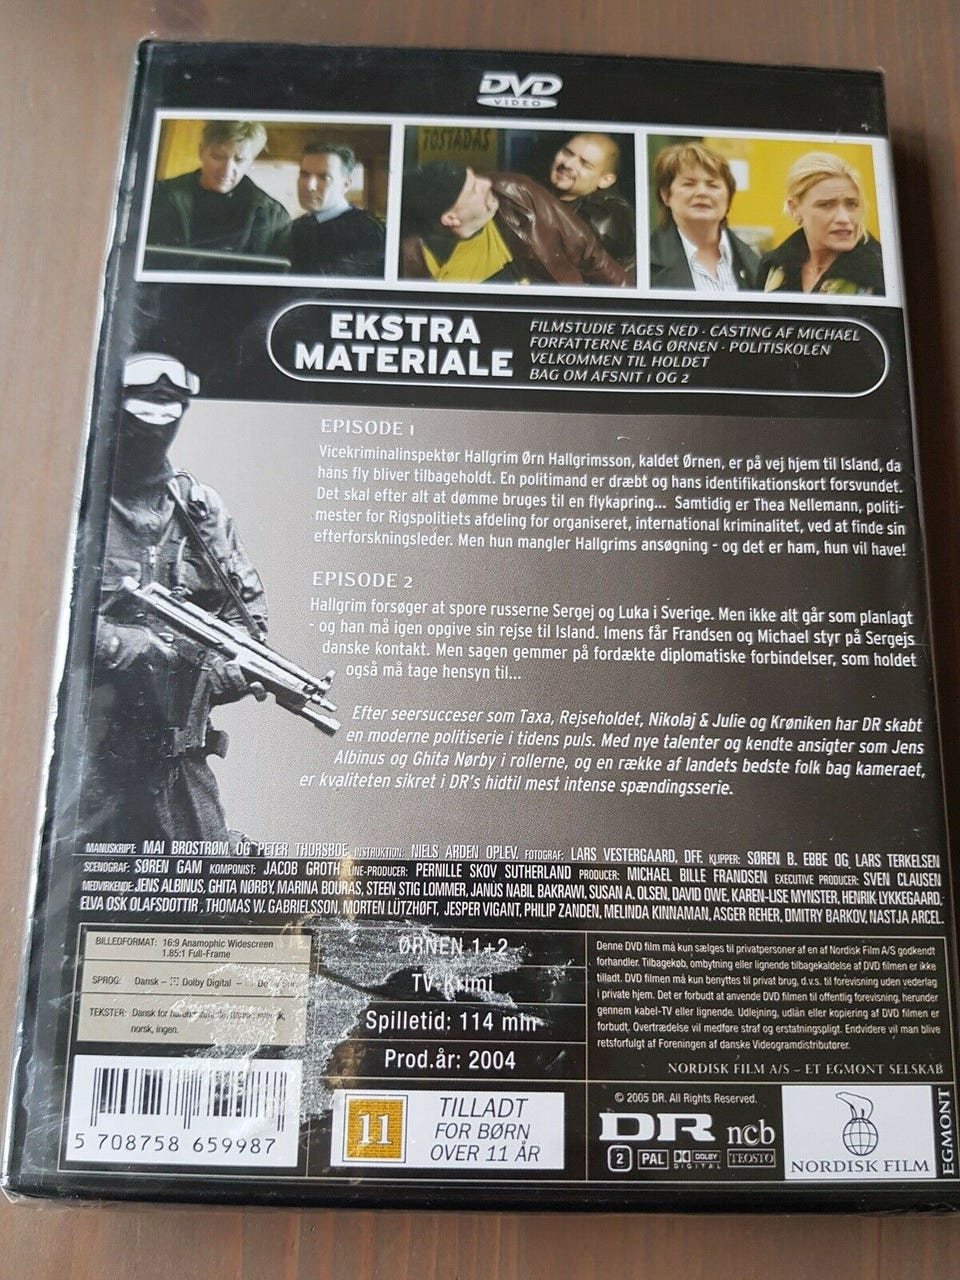 DVD
VIDEO
TOSTADAS
EKSTRA
MATERIALE
FILMSTUDIE TAGES NED - CASTING AF MICHAEL
FORFATTERNE BAG ØRNEN - POLITISKOLEN
VELKOMMEN TIL HOLDET
BAG OM AFSNIT 1 OG 2
EPISODE 1
Vicekriminalinspektør Hallgrim Ørn Hallgrimsson, kaldet Ørnen, er på vej hjem til Island, da
hans fly bliver tilbageholdt. En politimand er dræbt og hans identifikationskort forsvundet.
Det skal efter alt at dømme bruges til en flykapring... Samtidig er Thea Nellemann, politi-
mester for Rigspolitiets afdeling for organiseret, international kriminalitet, ved at finde sin
efterforskningsleder. Men hun mangler Hallgrims ansøgning - og det er ham, hun vil have!
EPISODE 2
Hallgrim forsøger at spore russerne Sergej og Luka i Sverige. Men ikke alt går som planlagt
- og han må igen opgive sin rejse til Island. Imens får Frandsen og Michael styr på Sergejs
danske kontakt. Men sagen gemmer på fordækte diplomatiske forbindelser, som holdet
også må tage hensyn til...
Efter seersucceser som Taxa, Rejseholdet, Nikolaj & Julie og Krøniken har DR skabt
en moderne politiserie i tidens puls. Med nye talenter og kendte ansigter som Jens
Albinus og Ghita Nørby i rollerne, og en række af landets bedste folk bag kameraet,
er kvaliteten sikret i DR's hidtil mest intense spændingsserie.
MANUSKRIPT: MAI BROSTRØM OG PETER THORSBOE INSTRUKTION: NIELS ARDEN OPLEV. FOTOGRAF: LARS VESTERGAARD, DFF. KLIPPER: SØREN B. EBBE OG LARS TERKELSEN
SCENOGRAF: SØREN GAM KOMPONIST: JACOB GROTH LINE-PRODUCER: PERNILLE SKOV SUTHERLAND PRODUCER: MICHAEL BILLE FRANDSEN EXECUTIVE PRODUCER: SVEN CLAUSEN
MEDVIRKENDE: JENS ALBINUS, GHITA NØRBY, MARINA BOURAS, STEEN STIG LOMMER, JANUS NABIL BAKRAWI, SUSAN A. OLSEN, DAVID OWE, KAREN-LISE MYNSTER, HENRIK LYKKEGAARD,
ELVA OSK OLAFSDOTTIR, THOMAS W. GABRIELSSON, MORTEN LÜTZHØFT, JESPER VIGANT, PHILIP ZANDEN, MELINDA KINNAMAN, ASGER REHER, DMITRY BARKOV, NASTJA ARCEL.
BILLEDFORMAT: 16:9 Anamophic Widescreen
1.85:1 Full-Frame
SPROG: Dansk - Dolby Digital -
TEKSTER: Dansk for
norsk, ingen.
ØRNEN 1+2
TV-Krimi
Spilletid: 114 min
Prod.år: 2004
Denne DVD film må kun sælges til privatpersoner af en af Nordisk Film A/S godkendt
forhandler. Tilbagekøb, ombytning eller lignende tilbagekaldelse af DVD filmen er ikke
tilladt. DVD filmen må kun benyttes til privat brug, d.v.s. til forevisning uden vederlag
i private hjem. Det er forbudt at anvende DVD filmen til offentlig forevisning, herunder
gennem kabel-TV eller lignende. Udlejning, udlån eller kopiering af DVD filmen er
forbudt. Overtrædelse vil medføre straf og erstatningspligt. Endvidere vil man blive
retsforfulgt af Foreningen af danske Videogramdistributører.
NORDISK FILM A/S – ET EGMONT SELSKAB
5 708758 659987
11
TILLADT
FOR BØRN
OVER 11 ÅR
© 2005 DR. All Rights Reserved.
DR ncb
2 PAL DOLBY DIGITAL TEOSTO
NORDISK FILM
EGMONT